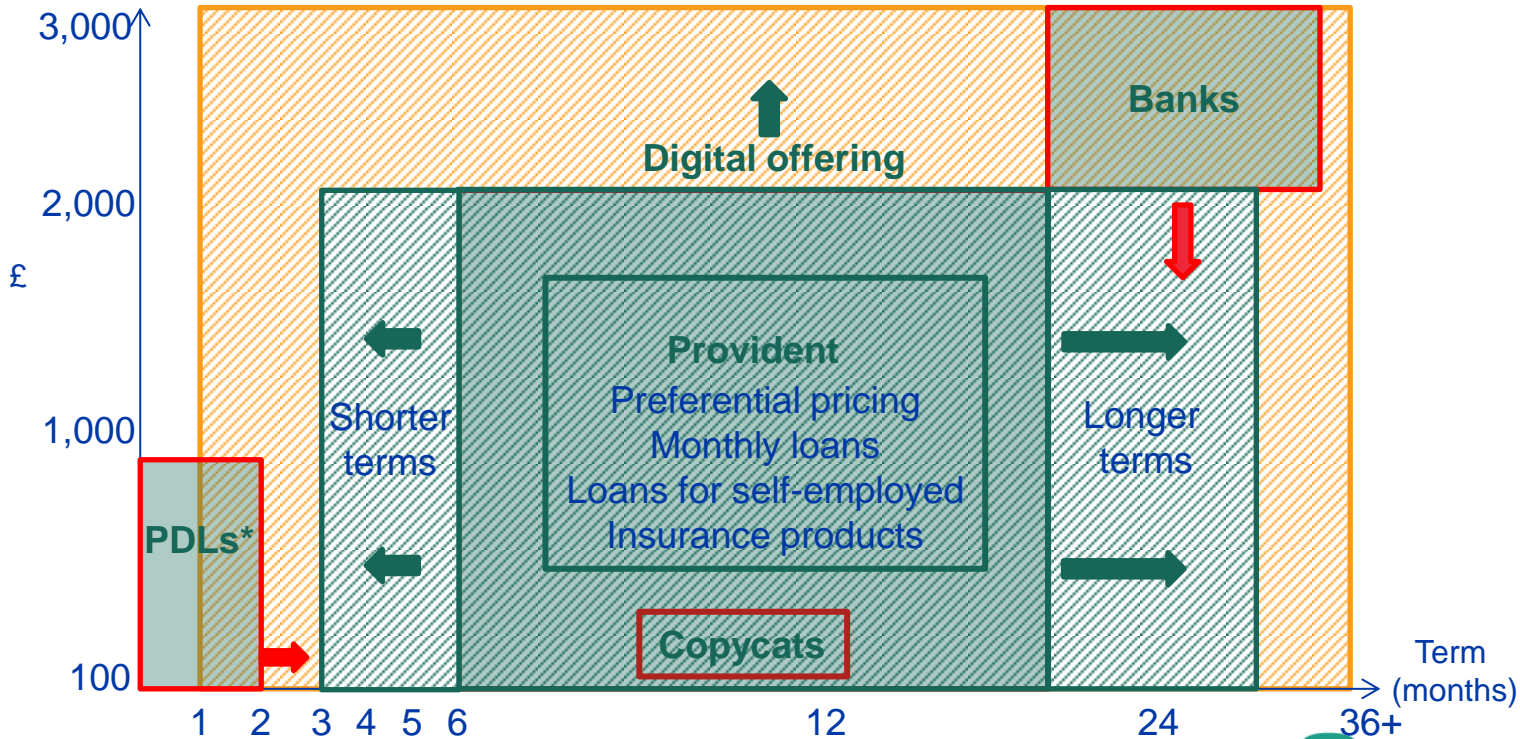 3,000
Banks
Digital offering
2,000
£
Provident
Preferential pricing
Monthly loans
Loans for self-employed
Insurance products
Shorter
terms
Longer
terms
1,000
PDLs*
Copycats
100
Term
(months)
1 2 3 4 5 6 12 24 36+